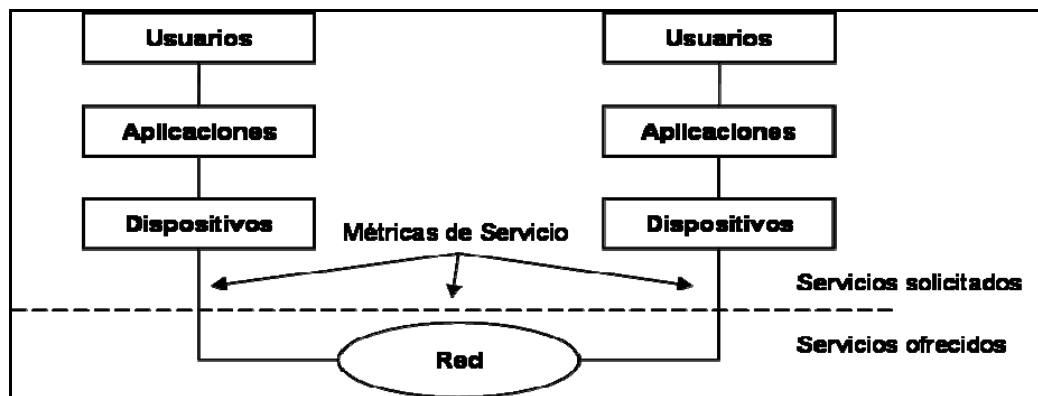 Usuarios
Usuarios
Aplicaciones
Aplicaciones
Dispositivos
Dispositivos
Métricas de Servicio
Servicios solicitados
Servicios ofrecidos
Red